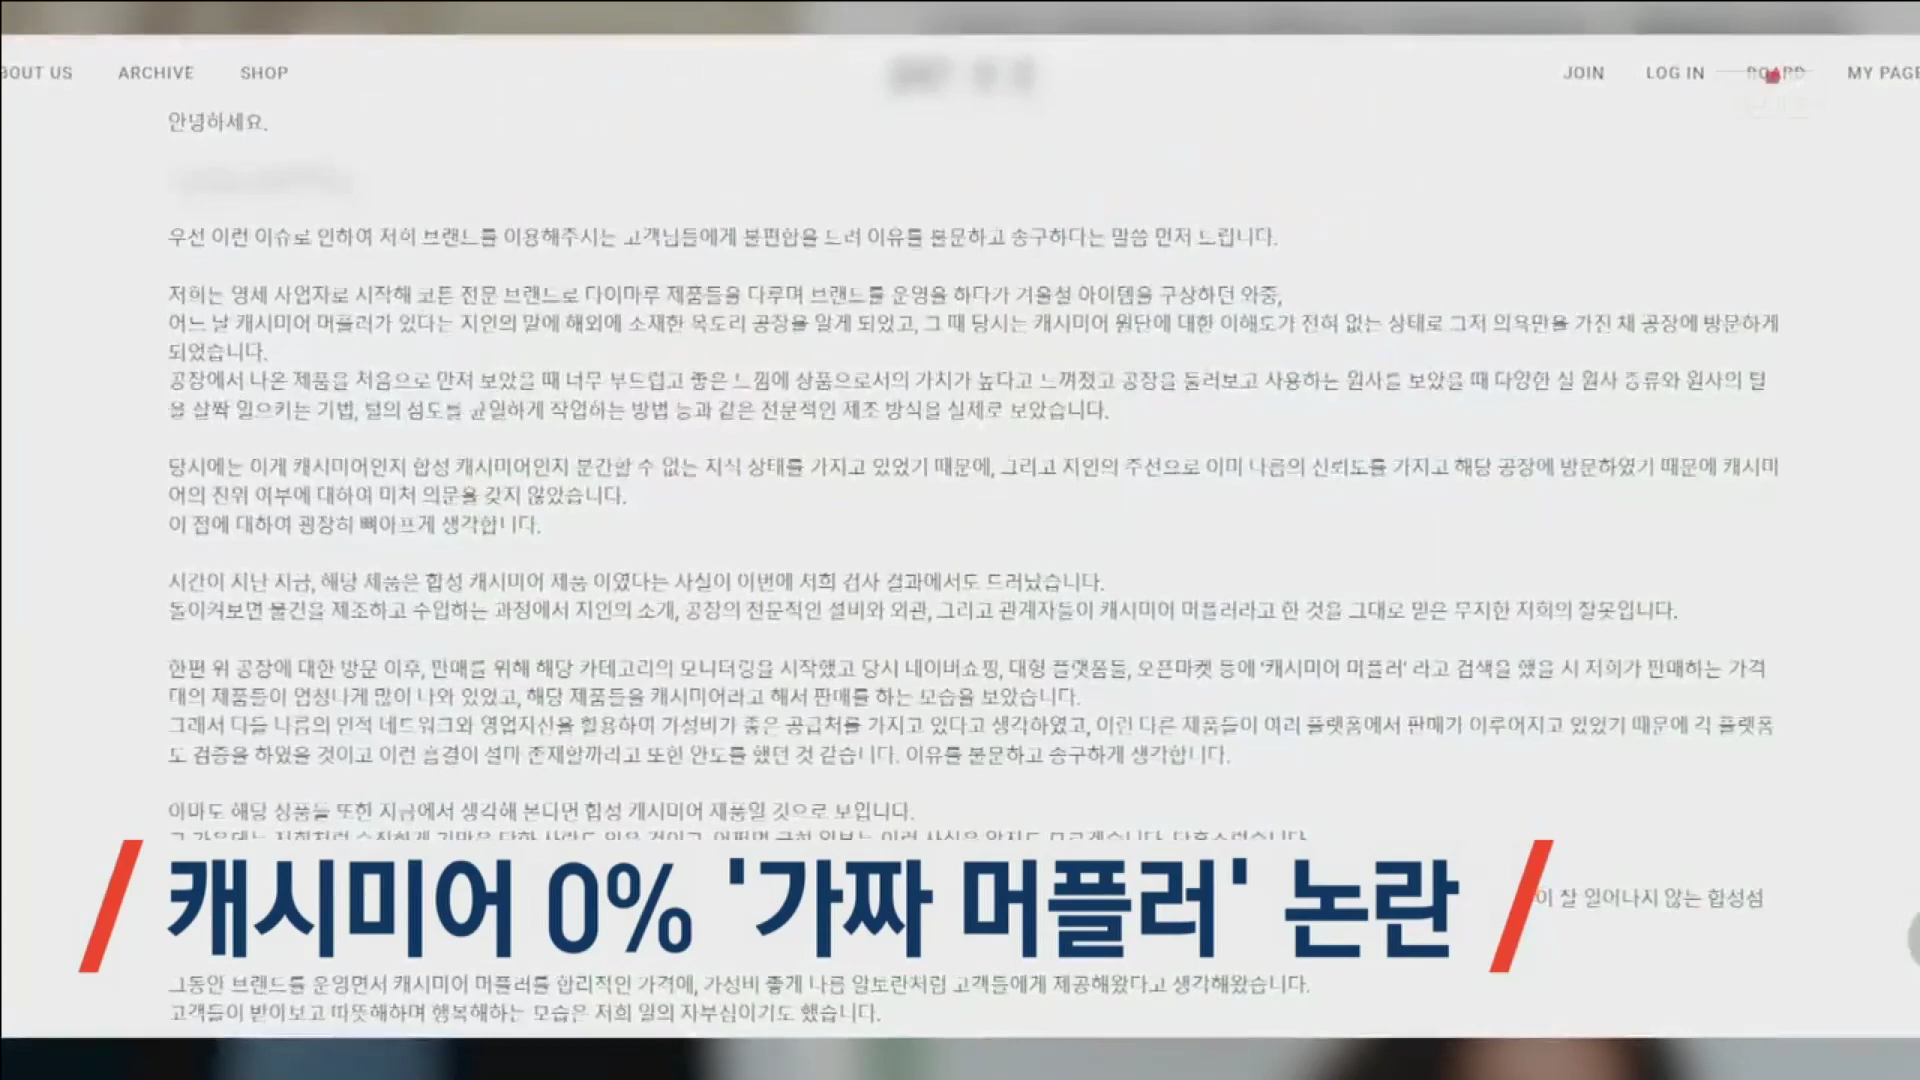 BOUT US ARCHIVE SHOP JOIN LOG IN BOARD MY PAGE
안녕하세요.
우선 이런 이슈로 인하여 저희 브랜드를 이용해주시는 고객님들에게 불편함을 드려 이유를 불문하고 송구하다는 말씀 먼저 드립니다.
저희는 영세 사업자로 시작해 코튼 전문 브랜드로 다이마루 제품들을 다루며 브랜드를 운영을 하다가 겨울철 아이템을 구상하던 와중,
어느 날 캐시미어 머플러가 있다는 지인의 말에 해외에 소재한 목도리 공장을 알게 되었고, 그 때 당시는 캐시미어 원단에 대한 이해도가 전혀 없는 상태로 그저 의욕만을 가진 채 공장에 방문하게
되었습니다.
공장에서 나온 제품을 처음으로 만져 보았을 때 너무 부드럽고 좋은 느낌에 상품으로서의 가치가 높다고 느껴졌고 공장을 둘러보고 사용하는 원사를 보았을 때 다양한 실 원사 종류와 원사의 털
을 살짝 일으키는 기법, 털의 섬도를 균일하게 작업하는 방법 등과 같은 전문적인 제조 방식을 실제로 보았습니다.
당시에는 이게 캐시미어인지 합성 캐시미어인지 분간할 수 없는 지식 상태를 가지고 있었기 때문에, 그리고 지인의 주선으로 이미 나름의 신뢰도를 가지고 해당 공장에 방문하였기 때문에 캐시미
어의 진위 여부에 대하여 미처 의문을 갖지 않았습니다.
이 점에 대하여 굉장히 뼈아프게 생각합니다.
시간이 지난 지금, 해당 제품은 합성 캐시미어 제품 이였다는 사실이 이번에 저희 검사 결과에서도 드러났습니다.
돌이켜보면 물건을 제조하고 수입하는 과정에서 지인의 소개, 공장의 전문적인 설비와 외관, 그리고 관계자들이 캐시미어 머플러라고 한 것을 그대로 믿은 무지한 저희의 잘못입니다.
한편 위 공장에 대한 방문 이후, 판매를 위해 해당 카테고리의 모니터링을 시작했고 당시 네이버쇼핑, 대형 플랫폼들, 오픈마켓 등에 '캐시미어 머플러' 라고 검색을 했을 시 저희가 판매하는 가격
대의 제품들이 엄청나게 많이 나와 있었고, 해당 제품들을 캐시미어라고 해서 판매를 하는 모습을 보았습니다.
그래서 다들 나름의 인적 네트워크와 영업자산을 활용하여 가성비가 좋은 공급처를 가지고 있다고 생각하였고, 이런 다른 제품들이 여러 플랫폼에서 판매가 이루어지고 있었기 때문에 각 플랫폼
도 검증을 하였을 것이고 이런 흠결이 설마 존재할까라고 또한 안도를 했던 것 같습니다. 이유를 불문하고 송구하게 생각합니다.
아마도 해당 상품들 또한 지금에서 생각해 본다면 합성 캐시미어 제품일 것으로 보입니다.
캐시미어 0% '가짜 머플러' 논란
이 잘 일어나지 않는 합성섬
그동안 브랜드를 운영면서 캐시미어 머플러를 합리적인 가격에, 가성비 좋게 나름 알토란처럼 고객들에게 제공해왔다고 생각해왔습니다.
고객들이 받아보고 따뜻해하며 행복해하는 모습은 저희 일의 자부심이기도 했습니다.